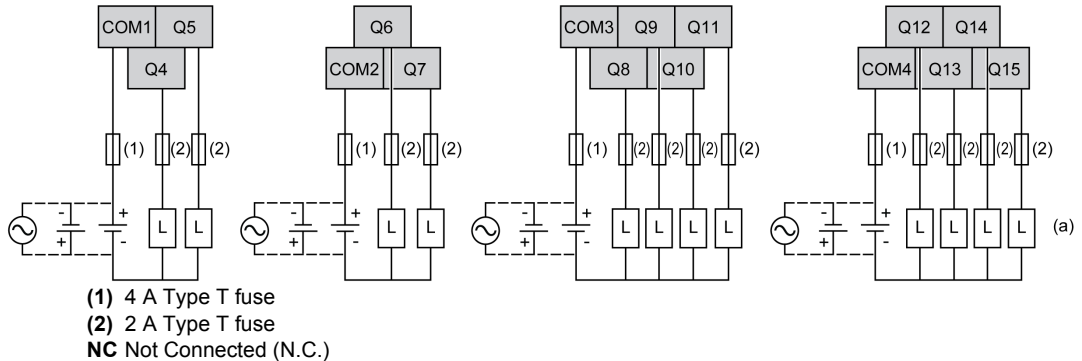 COM1 Q5 Q6 COM3 Q9 Q11 Q12 Q14
Q4 COM2 Q7 Q8 Q10 COM4 Q13 Q15
(1) (2) (2) (1) (2) (2) (1) (2) (2) (2) (2) (1) (2) (2) (2) (2)
- + - + - + - +
L L L L L L L L L L L L (a)
+ - + - + - + -
(1) 4 A Type T fuse
(2) 2 A Type T fuse
NC Not Connected (N.C.)